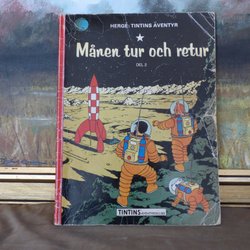 HERGÉ: TINTINS ÄVENTYR
Månen tur och retur
DEL 2
TINTINS